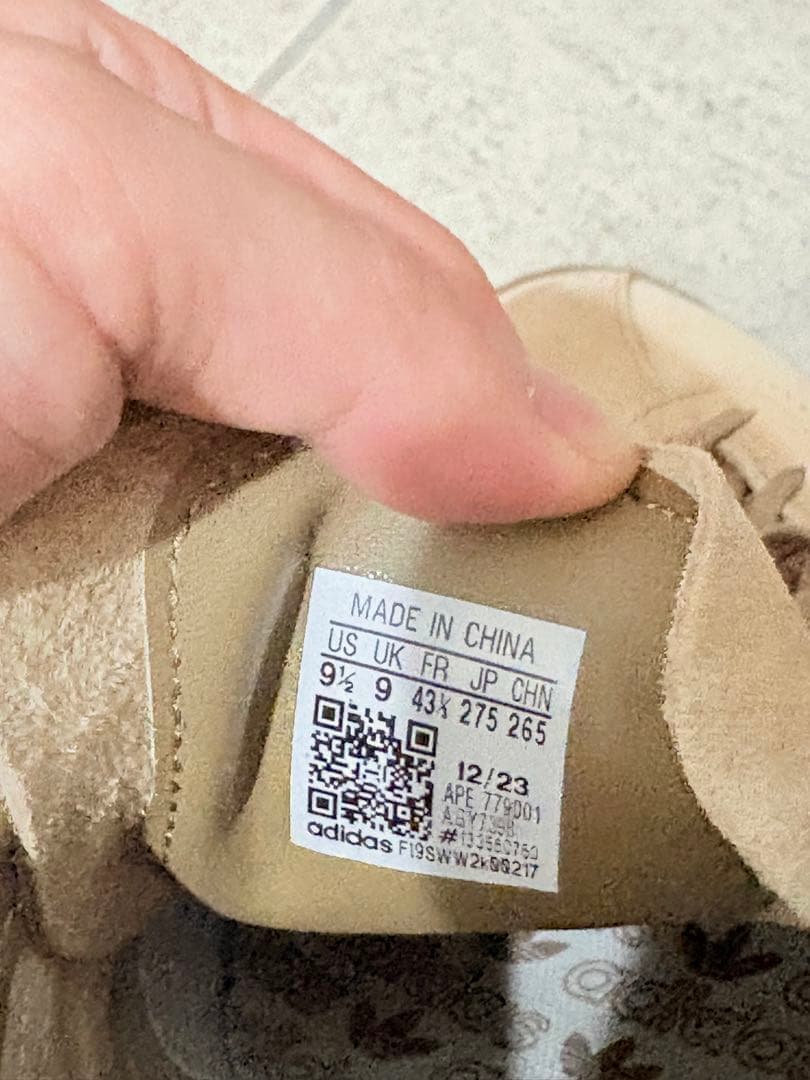 MADE IN CHINA
US UK FR JP CHN
9½ 9 43⅓ 275 265
12/23
APE 779001
adidas F19SWW2k